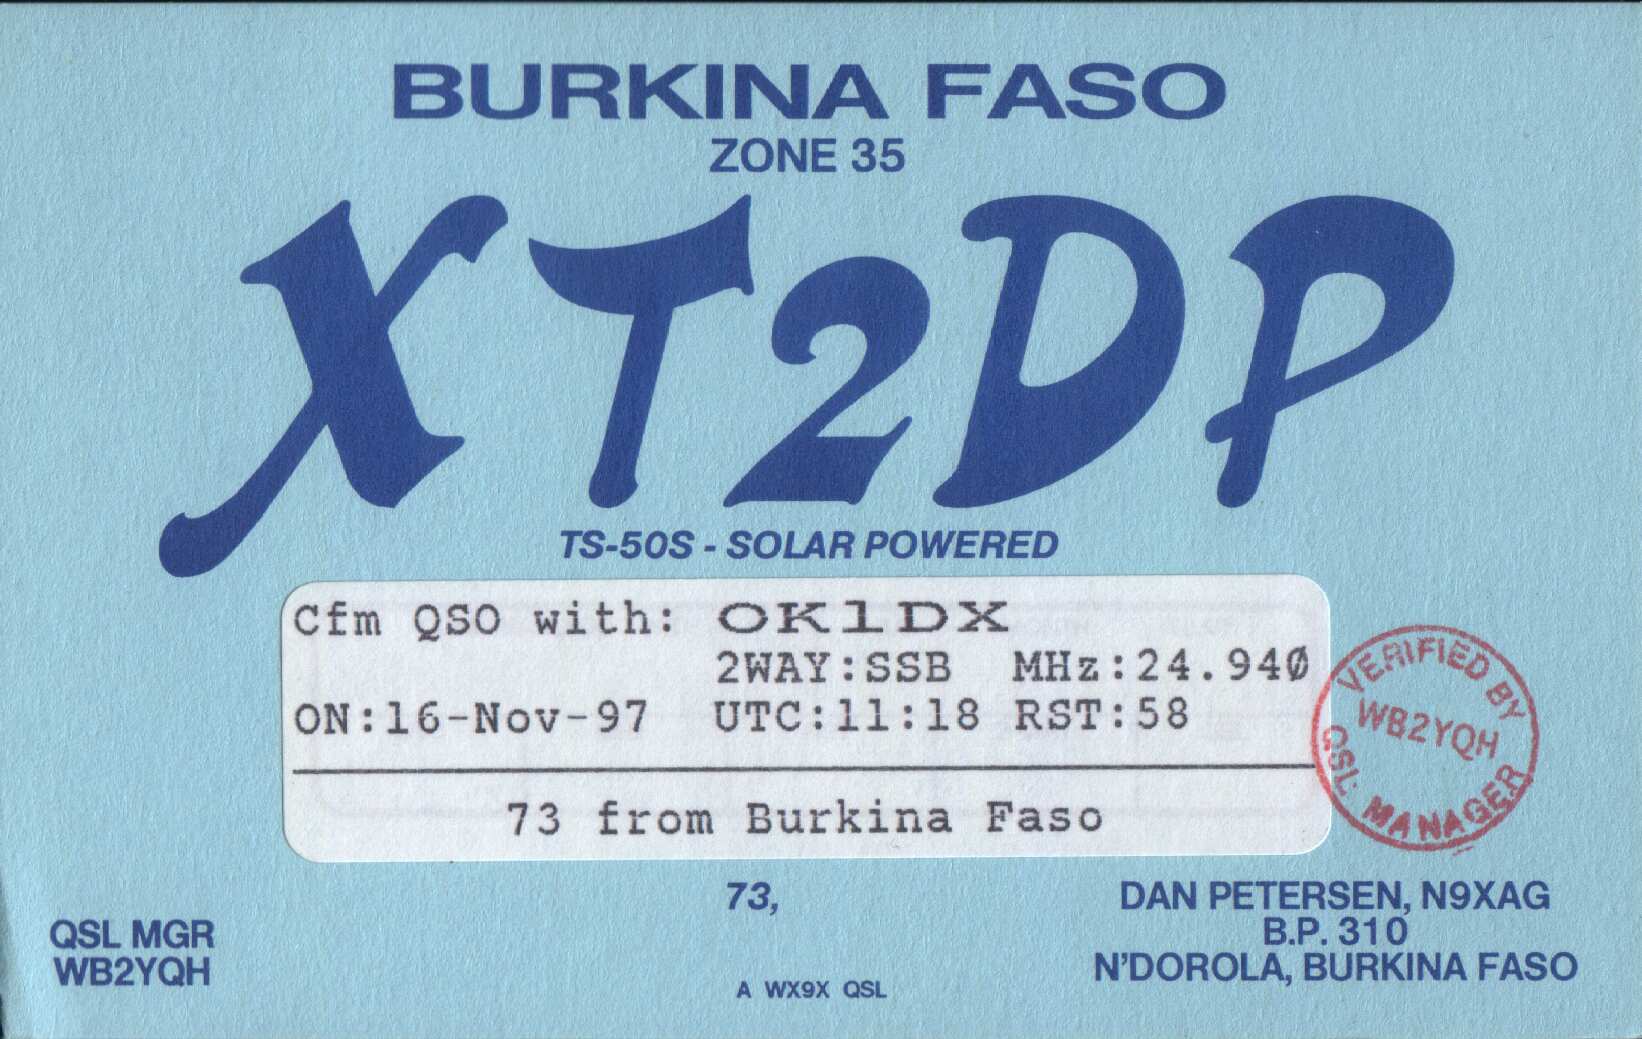 BURKINA FASO
ZONE 35
XT2DP
TS-50S - SOLAR POWERED
Cfm QSO with: OK1DX
2WAY:SSB MHz:24.940
ON:16-Nov-97 UTC:11:18 RST:58
73 from Burkina Faso
VERIFIED BY
WB2YQH
QSL MANAGER
73,
QSL MGR
WB2YQH
A WX9X QSL
DAN PETERSEN, N9XAG
B.P. 310
N'DOROLA, BURKINA FASO